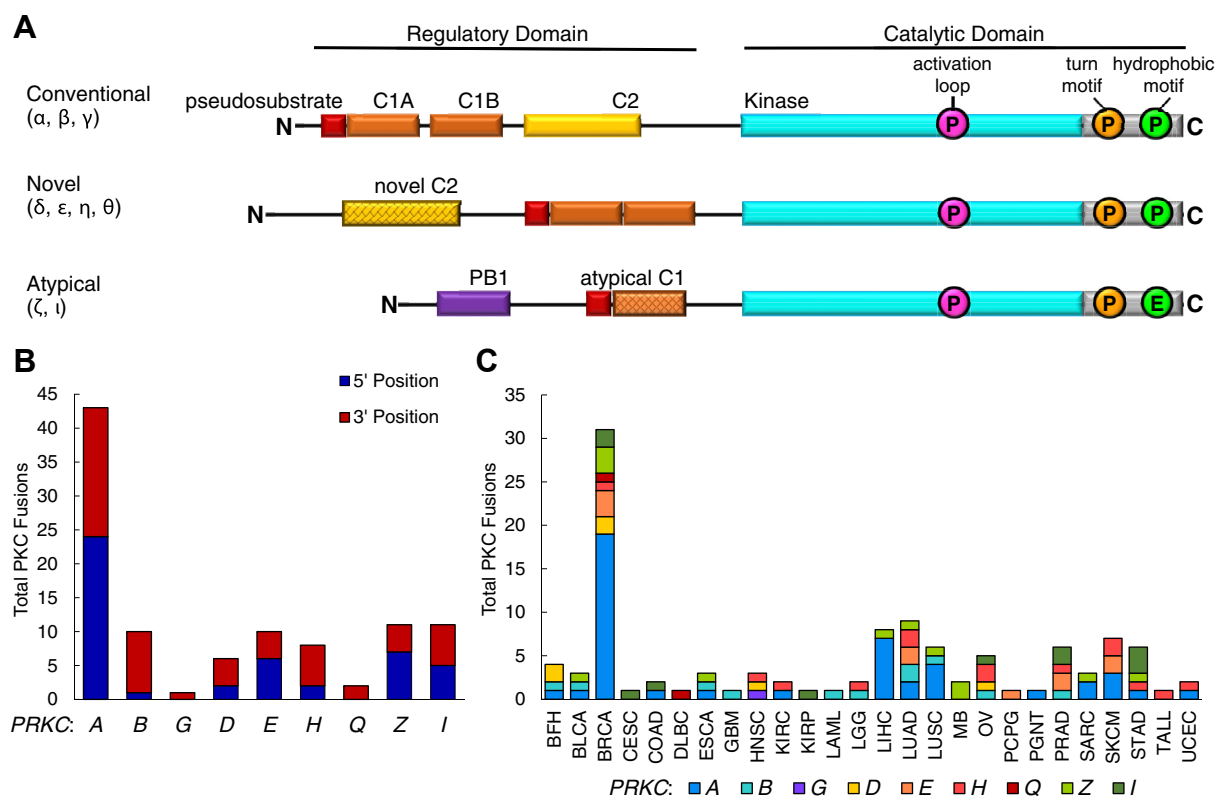 A
Regulatory Domain
Catalytic Domain
Conventional
(α, β, γ)
pseudosubstrate
C1A
C1B
C2
Kinase
activation
loop
turn
motif
hydrophobic
motif
N
P
P
P
C
Novel
(δ, ε, η, θ)
novel C2
N
P
P
P
C
Atypical
(ζ, ι)
PB1
atypical C1
N
P
P
E
C
B
5' Position
3' Position
Total PKC Fusions
45
40
35
30
25
20
15
10
5
0
PRKC: A B G D E H Q Z I
C
Total PKC Fusions
35
30
25
20
15
10
5
0
BFH BLCA BRCA CESC COAD DLBC ESCA GBM HNSC KIRC KIRP LAML LGG LIHC LUAD LUSC MB OV PCPG PGNT PRAD SARC SKCM STAD TALL UCEC
PRKC: A B G D E H Q Z I